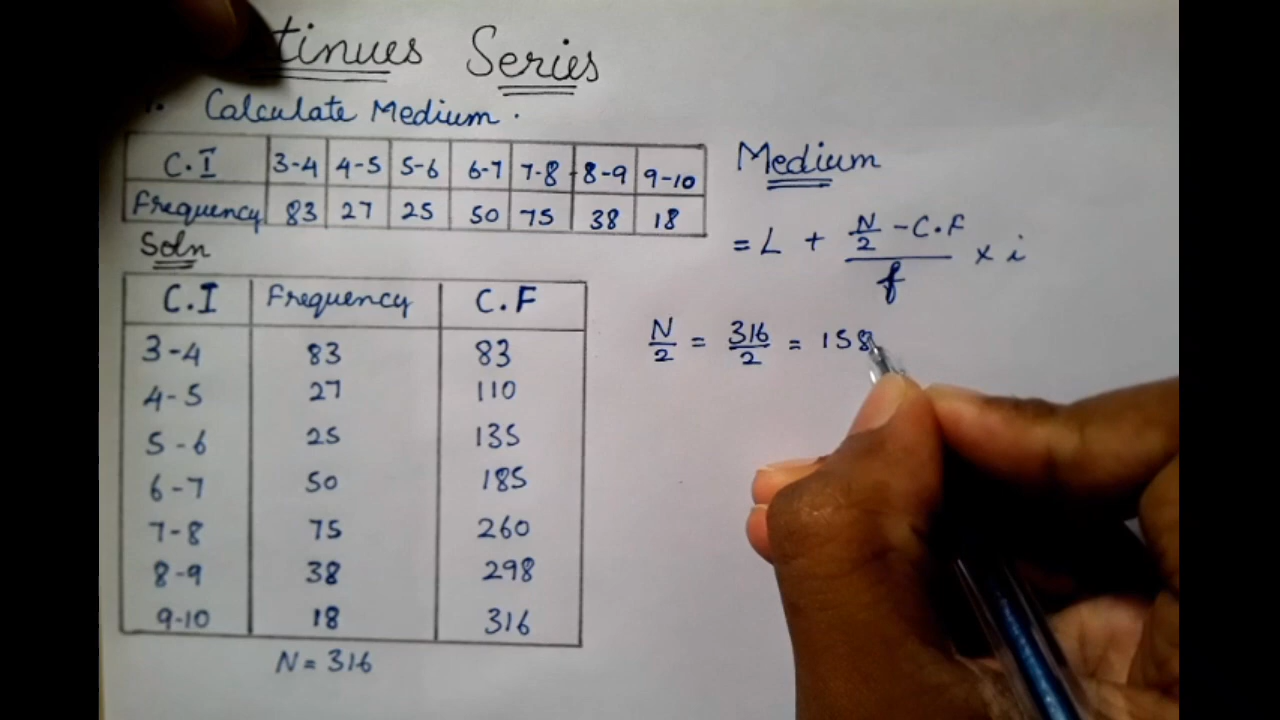 tinues Series
1. Calculate Medium.
C.I 3-4 4-5 5-6 6-7 7-8 8-9 9-10
Frequency 83 27 25 50 75 38 18
Soln
C.I Frequency C.F
3-4 83 83
4-5 27 110
5-6 25 135
6-7 50 185
7-8 75 260
8-9 38 298
9-10 18 316
N = 316
Medium
= L + (N/2 - C.F)/f × i
N/2 = 316/2 = 158